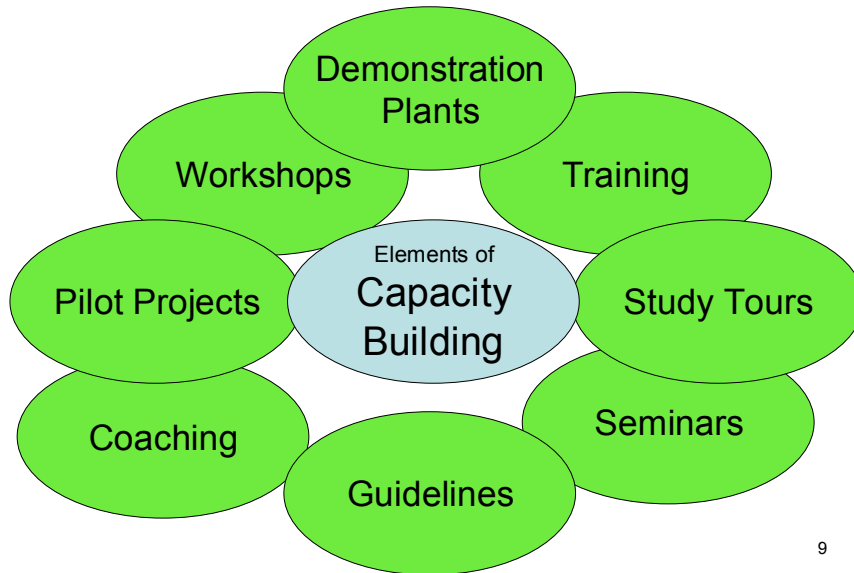 Demonstration
Plants
Workshops
Training
Elements of
Capacity
Building
Pilot Projects
Study Tours
Coaching
Seminars
Guidelines
9